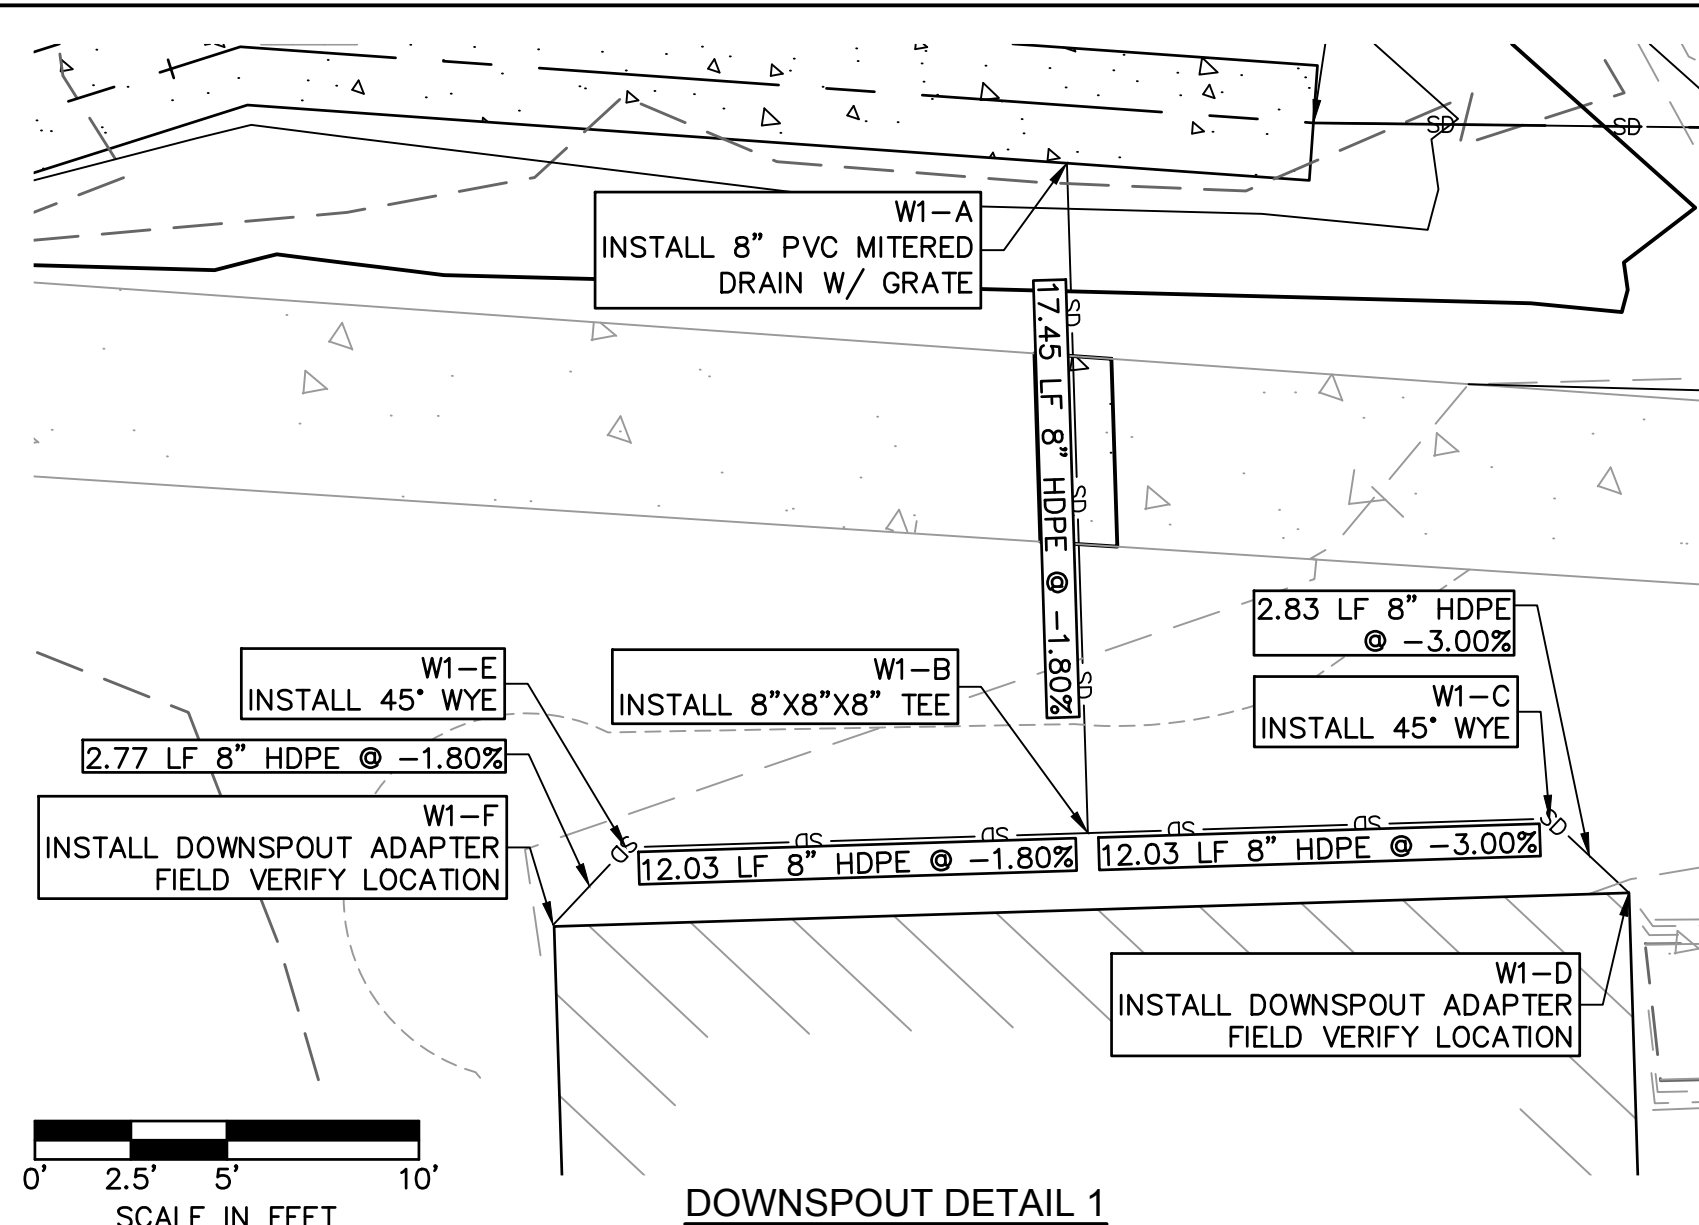 SD
SD
W1-A
INSTALL 8" PVC MITERED
DRAIN W/ GRATE
17.45 LF 8" HDPE @ -1.80%
SD
SD
SD
2.83 LF 8" HDPE
@ -3.00%
W1-E
INSTALL 45° WYE
W1-B
INSTALL 8"X8"X8" TEE
W1-C
INSTALL 45° WYE
2.77 LF 8" HDPE @ -1.80%
W1-F
INSTALL DOWNSPOUT ADAPTER
FIELD VERIFY LOCATION
SD
SD
SD
SD
SD
SD
12.03 LF 8" HDPE @ -1.80%
12.03 LF 8" HDPE @ -3.00%
W1-D
INSTALL DOWNSPOUT ADAPTER
FIELD VERIFY LOCATION
0' 2.5' 5' 10'
SCALE IN FEET
DOWNSPOUT DETAIL 1